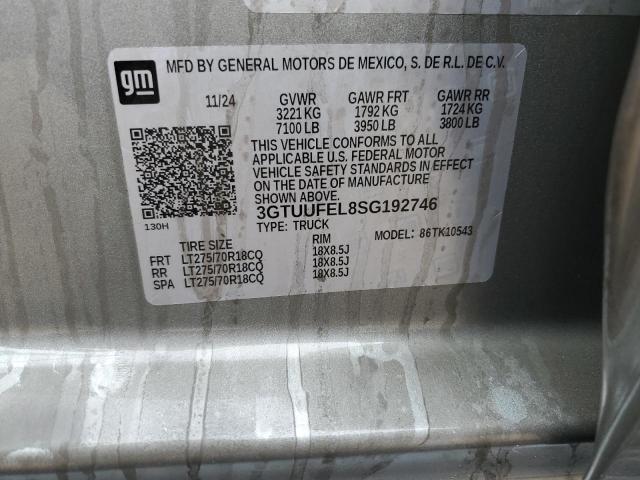 gm
MFD BY GENERAL MOTORS DE MEXICO, S. DE R.L. DE C.V.
11/24 GVWR GAWR FRT GAWR RR
3221 KG 1792 KG 1724 KG
7100 LB 3950 LB 3800 LB
THIS VEHICLE CONFORMS TO ALL
APPLICABLE U.S. FEDERAL MOTOR
VEHICLE SAFETY STANDARDS IN EFFECT
ON THE DATE OF MANUFACTURE
SHOWN ABOVE.
3GTUUFEL8SG192746
130H TYPE: TRUCK MODEL: 86TK10543
TIRE SIZE RIM
FRT LT275/70R18CQ 18X8.5J
RR LT275/70R18CQ 18X8.5J
SPA LT275/70R18CQ 18X8.5J